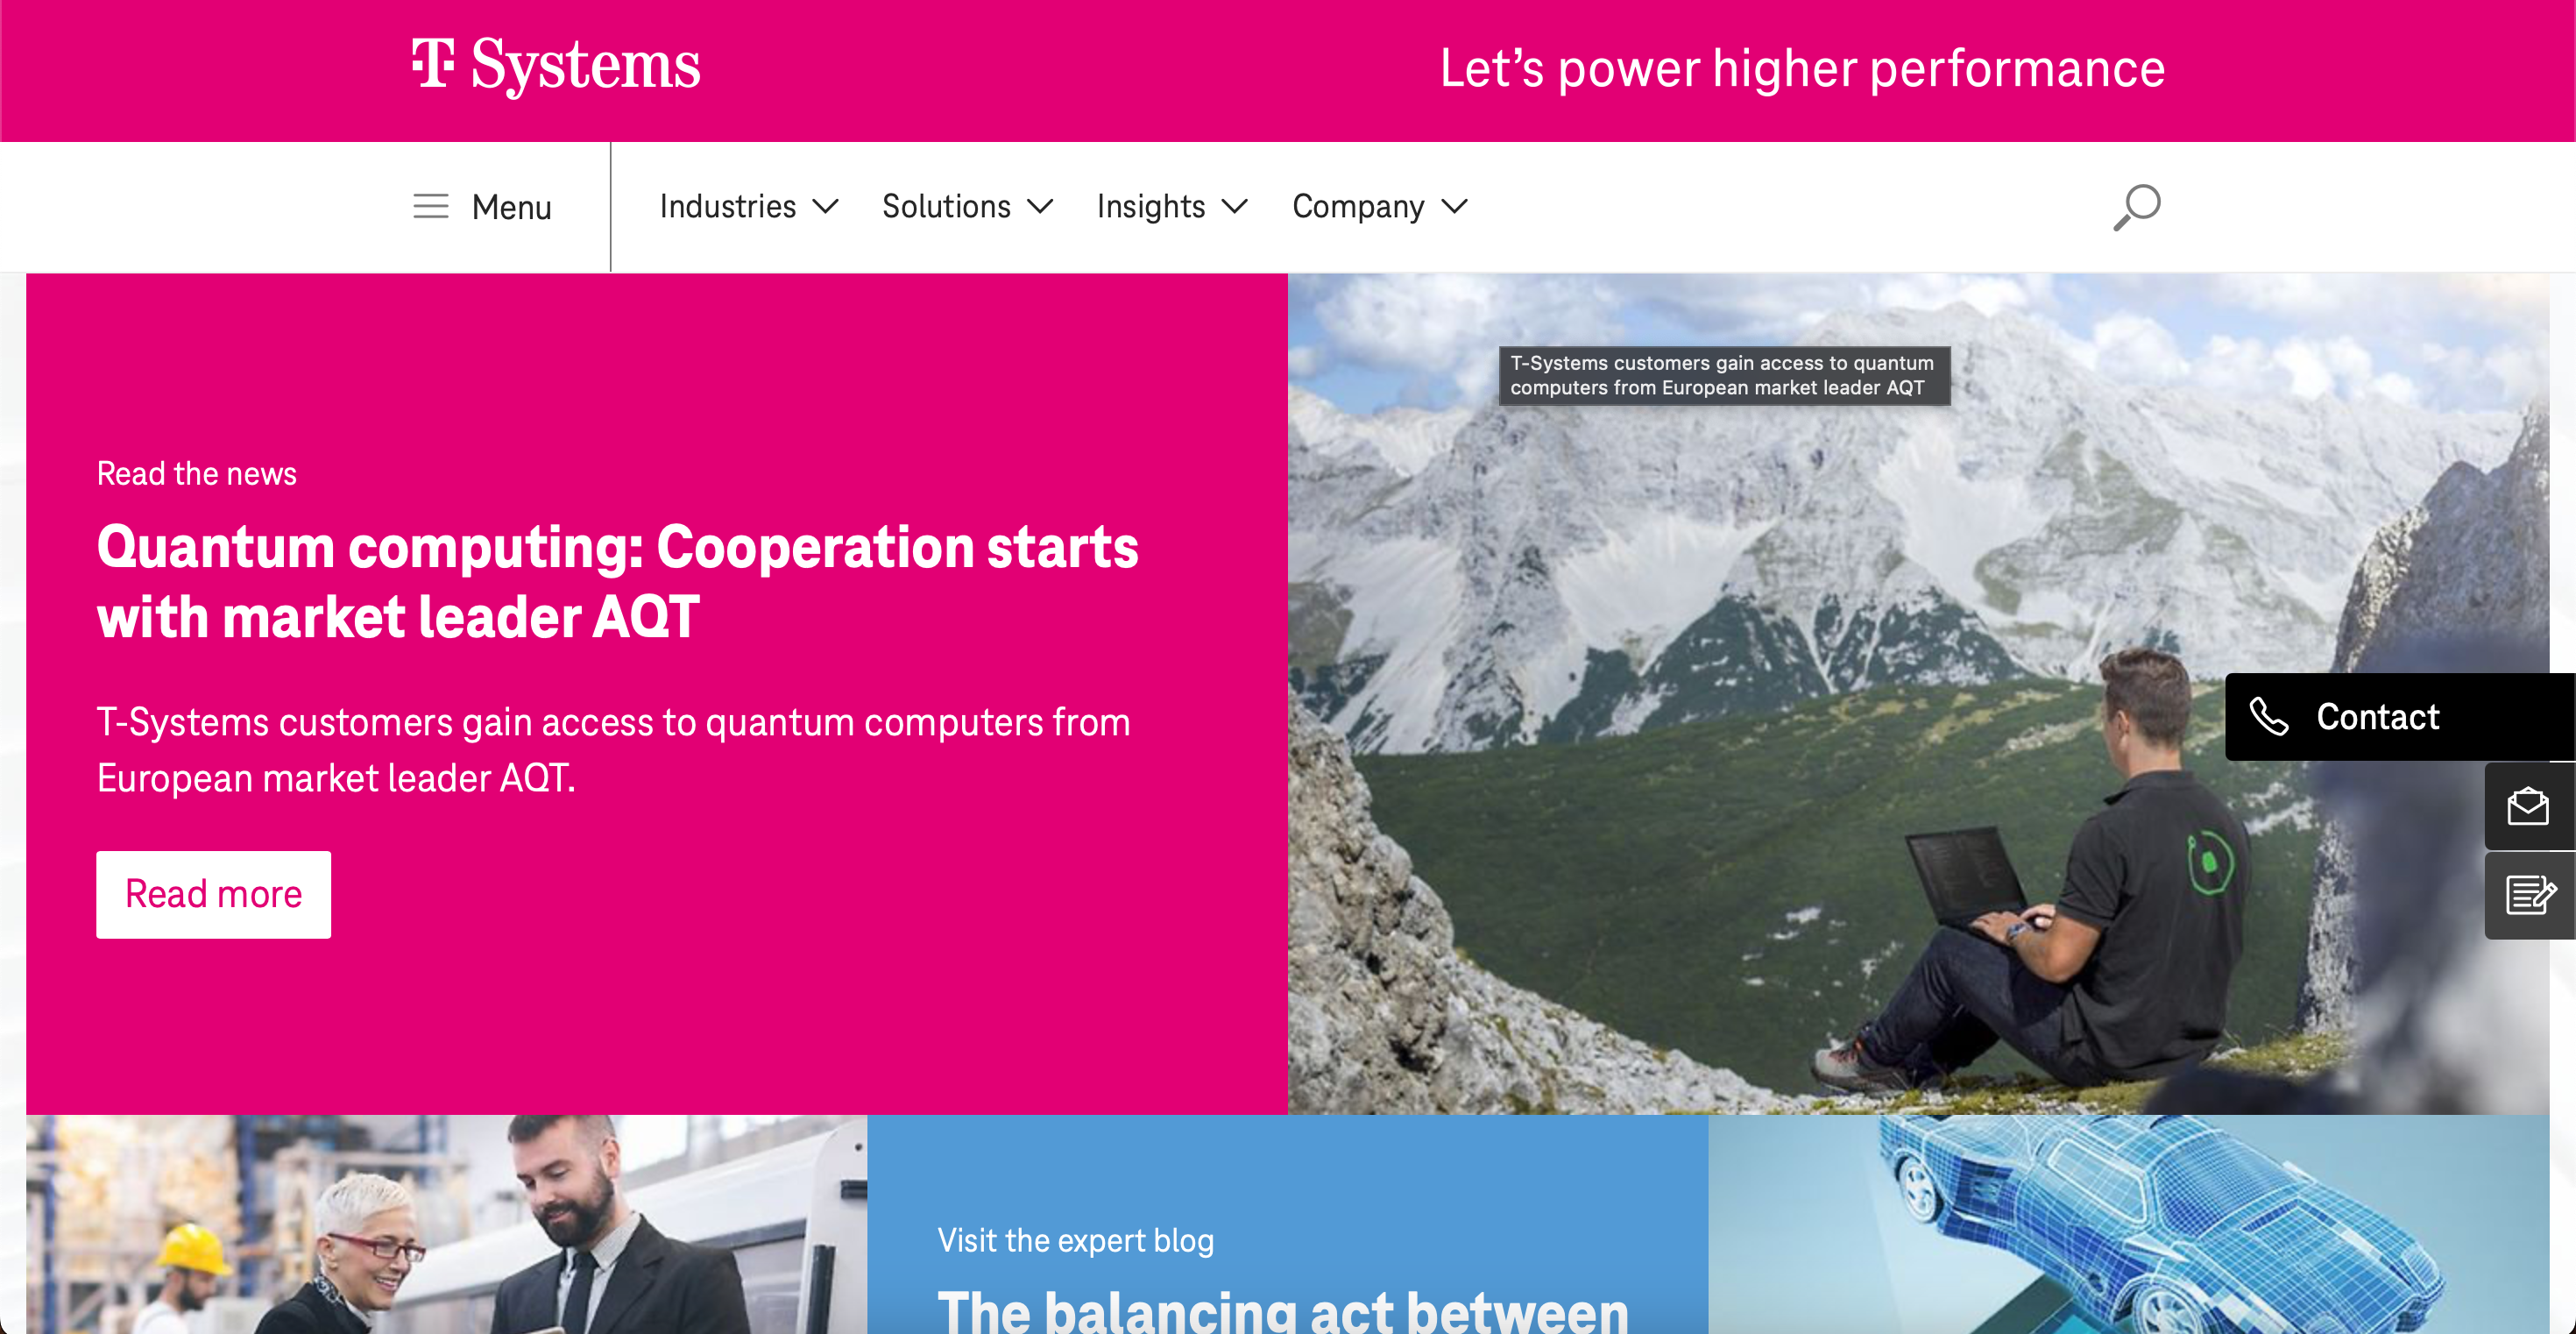 T Systems
Let's power higher performance
Menu
Industries
Solutions
Insights
Company
T-Systems customers gain access to quantum
computers from European market leader AQT
Read the news
Quantum computing: Cooperation starts
with market leader AQT
T-Systems customers gain access to quantum computers from
European market leader AQT.
Read more
Contact
Visit the expert blog
The balancing act between